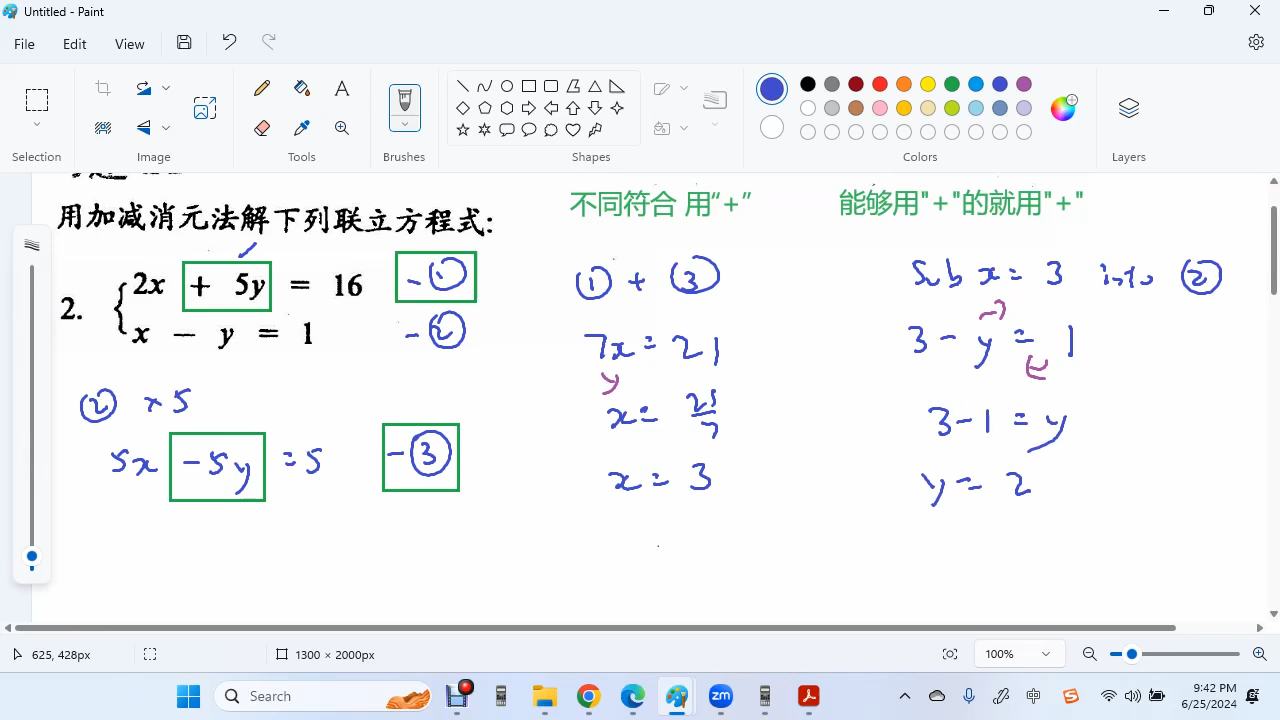 Untitled - Paint
File Edit View
Selection Image Tools Brushes Shapes Colors Layers
不同符合 用“+”
能够用"+"的就用"+"
用加减消元法解下列联立方程式:
2.
2x + 5y = 16 - ①
x - y = 1 - ②
② × 5
5x - 5y = 5 - ③
① + ③
7x = 21
x = 21/7
x = 3
Sub x = 3 into ②
3 - y = 1
3 - 1 = y
y = 2
625, 428px
1300 × 2000px
100%
Search
zm
中
9:42 PM
6/25/2024